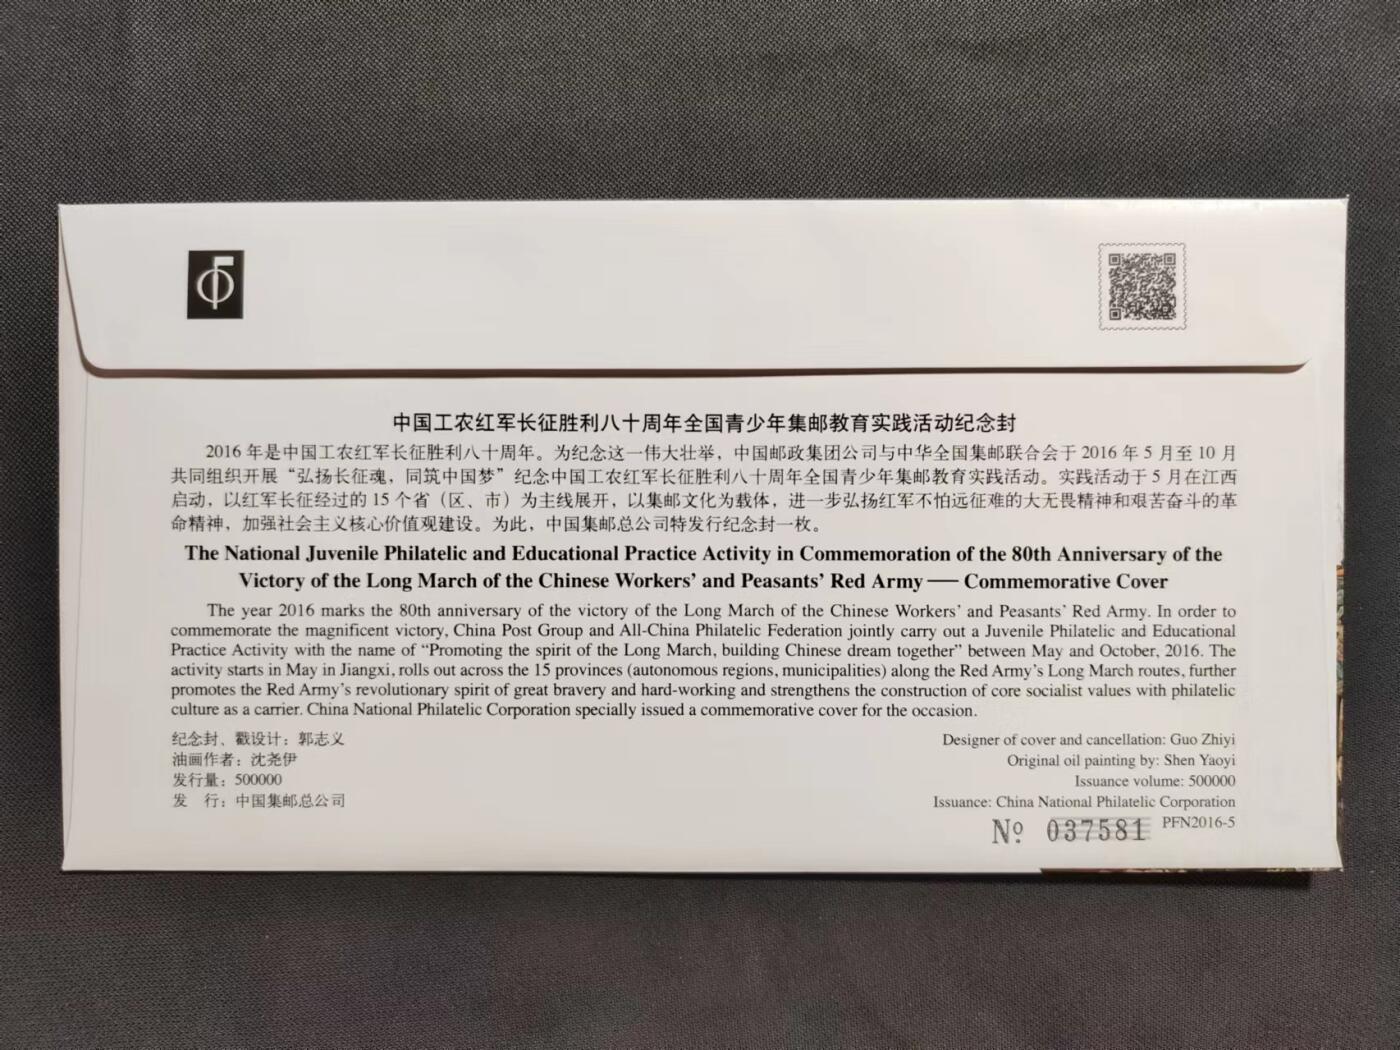 中国工农红军长征胜利八十周年全国青少年集邮教育实践活动纪念封
2016 年是中国工农红军长征胜利八十周年。为纪念这一伟大壮举，中国邮政集团公司与中华全国集邮联合会于 2016 年 5 月至 10 月
共同组织开展“弘扬长征魂，同筑中国梦”纪念中国工农红军长征胜利八十周年全国青少年集邮教育实践活动。实践活动于 5 月在江西
启动，以红军长征经过的 15 个省（区、市）为主线展开，以集邮文化为载体，进一步弘扬红军不怕远征难的大无畏精神和艰苦奋斗的革
命精神，加强社会主义核心价值观建设。为此，中国集邮总公司特发行纪念封一枚。
The National Juvenile Philatelic and Educational Practice Activity in Commemoration of the 80th Anniversary of the
Victory of the Long March of the Chinese Workers’ and Peasants’ Red Army — Commemorative Cover
The year 2016 marks the 80th anniversary of the victory of the Long March of the Chinese Workers’ and Peasants’ Red Army. In order to
commemorate the magnificent victory, China Post Group and All-China Philatelic Federation jointly carry out a Juvenile Philatelic and Educational
Practice Activity with the name of “Promoting the spirit of the Long March, building Chinese dream together” between May and October, 2016. The
activity starts in May in Jiangxi, rolls out across the 15 provinces (autonomous regions, municipalities) along the Red Army’s Long March routes, further
promotes the Red Army’s revolutionary spirit of great bravery and hard-working and strengthens the construction of core socialist values with philatelic
culture as a carrier. China National Philatelic Corporation specially issued a commemorative cover for the occasion.
纪念封、戳设计：郭志义
油画作者：沈尧伊
发行量：500000
发　行：中国集邮总公司
Designer of cover and cancellation: Guo Zhiyi
Original oil painting by: Shen Yaoyi
Issuance volume: 500000
Issuance: China National Philatelic Corporation
PFN2016-5
№ 037581